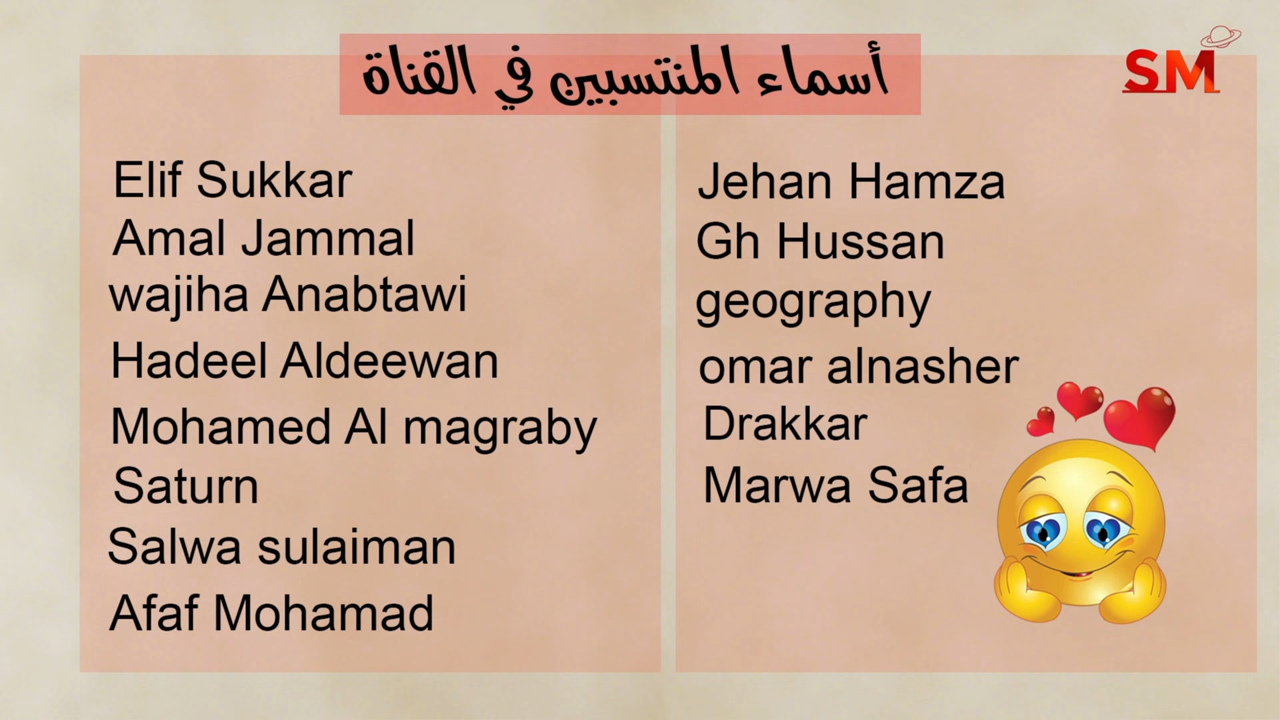 أسماء المنتسبين في القناة
SM
Elif Sukkar
Amal Jammal
wajiha Anabtawi
Hadeel Aldeewan
Mohamed Al magraby
Saturn
Salwa sulaiman
Afaf Mohamad
Jehan Hamza
Gh Hussan
geography
omar alnasher
Drakkar
Marwa Safa